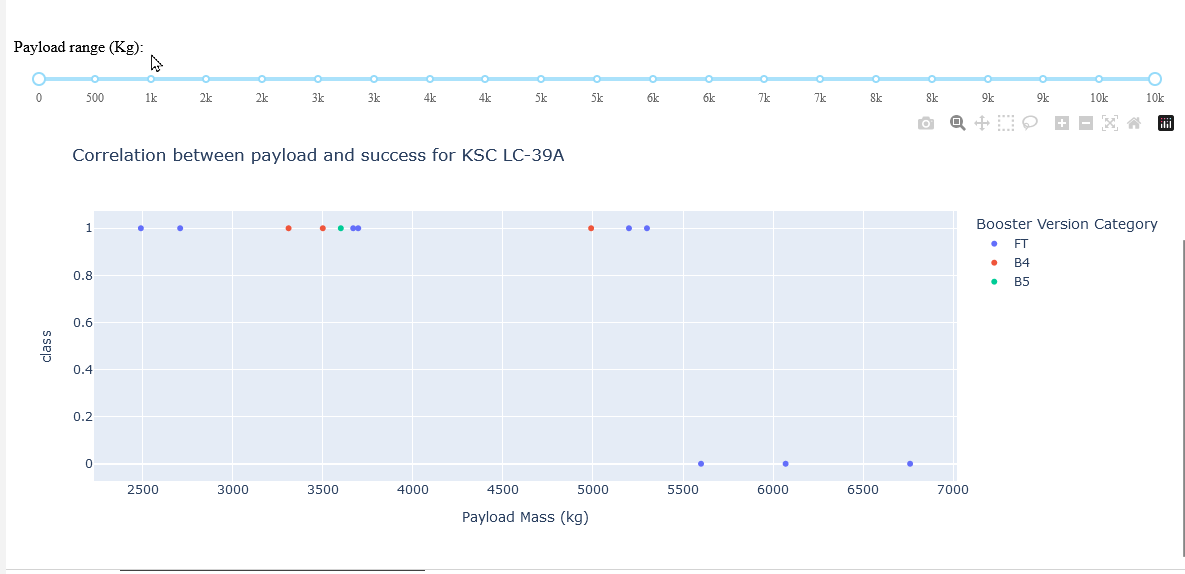 Payload range (Kg):
0 500 1k 2k 2k 3k 3k 4k 4k 5k 5k 6k 6k 7k 7k 8k 8k 9k 9k 10k 10k
Correlation between payload and success for KSC LC-39A
Booster Version Category
FT
B4
B5
1
0.8
0.6
0.4
0.2
0
class
2500 3000 3500 4000 4500 5000 5500 6000 6500 7000
Payload Mass (kg)